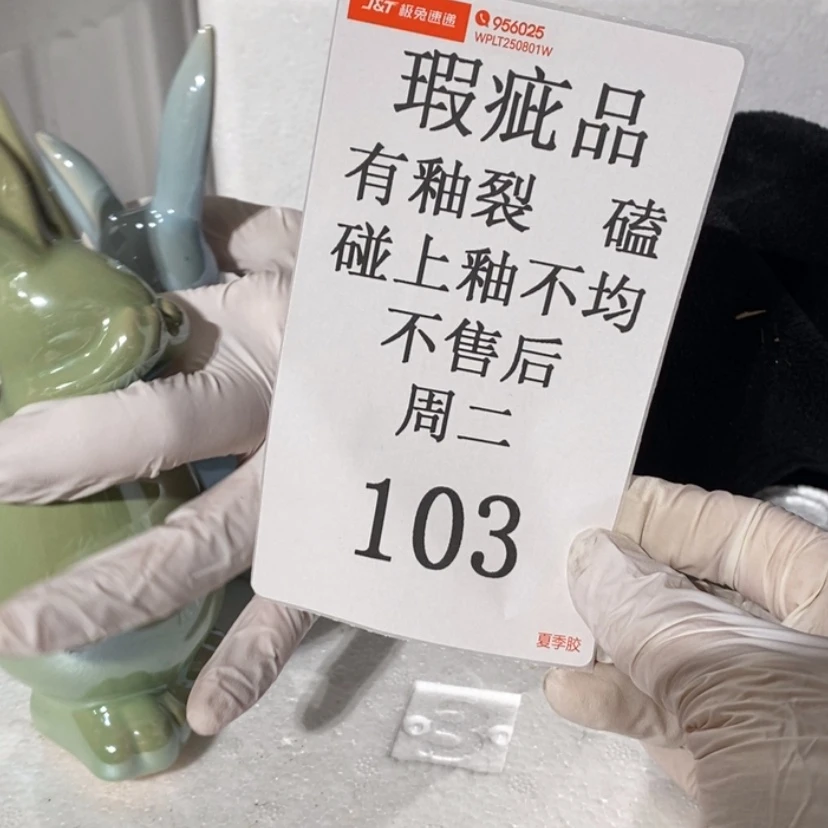 J&T 极兔速递
956025
WPLT250801W
瑕疵品
有釉裂 磕
碰上釉不均
不售后
周二
103
夏季胶